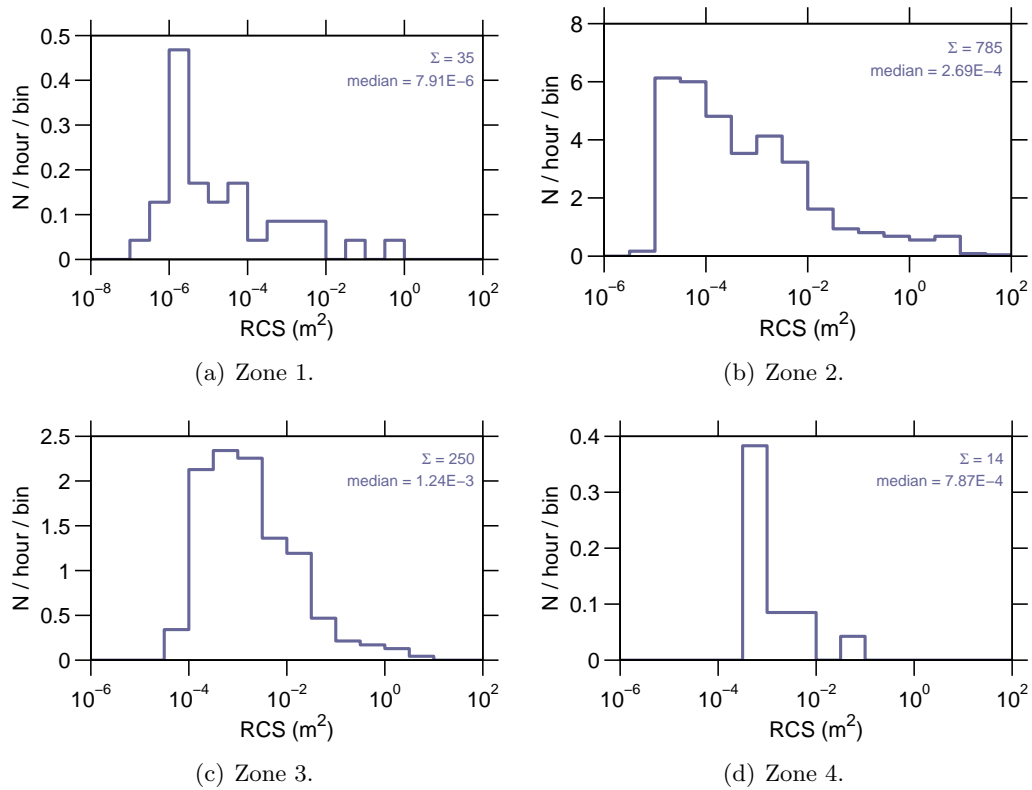 0.5
0.4
0.3
0.2
0.1
0
N / hour / bin
Σ = 35
median = 7.91E−6
10⁻⁸
10⁻⁶
10⁻⁴
10⁻²
10⁰
10²
RCS (m²)
(a) Zone 1.
8
6
4
2
0
N / hour / bin
Σ = 785
median = 2.69E−4
10⁻⁶
10⁻⁴
10⁻²
10⁰
10²
RCS (m²)
(b) Zone 2.
2.5
2
1.5
1
0.5
0
N / hour / bin
Σ = 250
median = 1.24E−3
10⁻⁶
10⁻⁴
10⁻²
10⁰
10²
RCS (m²)
(c) Zone 3.
0.4
0.3
0.2
0.1
0
N / hour / bin
Σ = 14
median = 7.87E−4
10⁻⁶
10⁻⁴
10⁻²
10⁰
10²
RCS (m²)
(d) Zone 4.